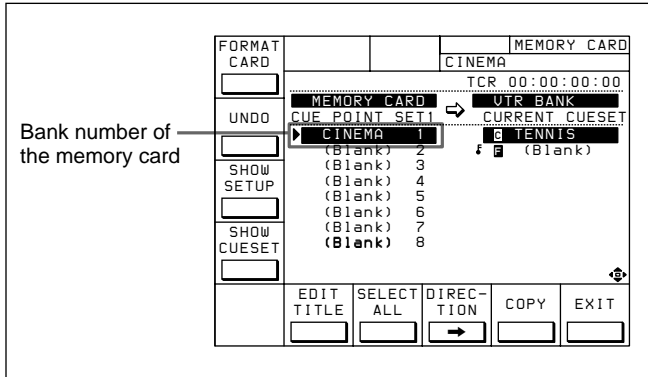 FORMAT
CARD
MEMORY CARD
CINEMA
TCR 00:00:00:00
UNDO
MEMORY CARD
VTR BANK
CUE POINT SET1
CURRENT CUESET
Bank number of
the memory card
CINEMA 1
C TENNIS
(Blank) 2
F (Blank)
(Blank) 3
(Blank) 4
(Blank) 5
(Blank) 6
(Blank) 7
(Blank) 8
SHOW
SETUP
SHOW
CUESET
EDIT
TITLE
SELECT
ALL
DIREC-
TION
COPY
EXIT